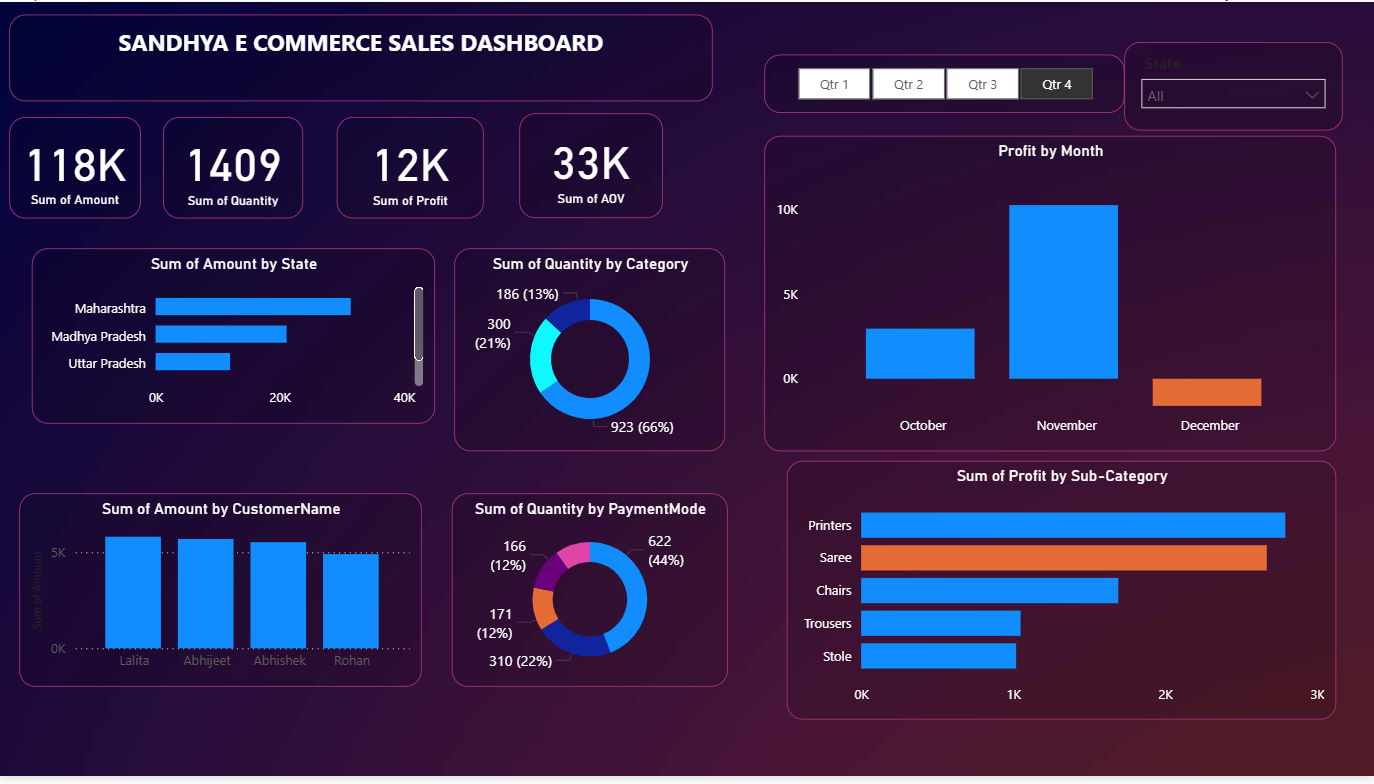 SANDHYA E COMMERCE SALES DASHBOARD
Qtr 1
Qtr 2
Qtr 3
Qtr 4
State
All
118K
Sum of Amount
1409
Sum of Quantity
12K
Sum of Profit
33K
Sum of AOV
Sum of Amount by State
Maharashtra
Madhya Pradesh
Uttar Pradesh
0K
20K
40K
Sum of Quantity by Category
186 (13%)
300
(21%)
923 (66%)
Profit by Month
10K
5K
0K
October
November
December
Sum of Amount by CustomerName
Sum of Amount
5K
0K
Lalita
Abhijeet
Abhishek
Rohan
Sum of Quantity by PaymentMode
166
(12%)
622
(44%)
171
(12%)
310 (22%)
Sum of Profit by Sub-Category
Printers
Saree
Chairs
Trousers
Stole
0K
1K
2K
3K